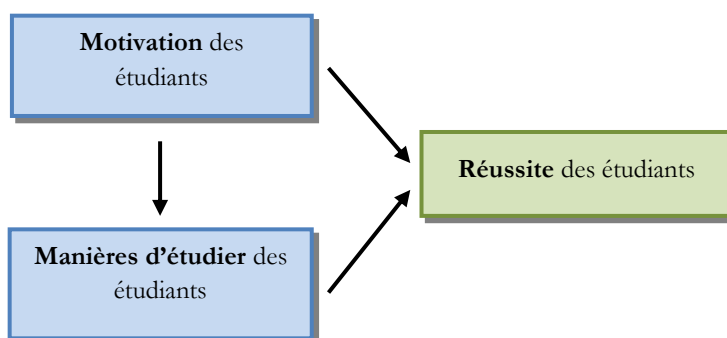 Motivation des
étudiants
Réussite des étudiants
Manières d’étudier des
étudiants